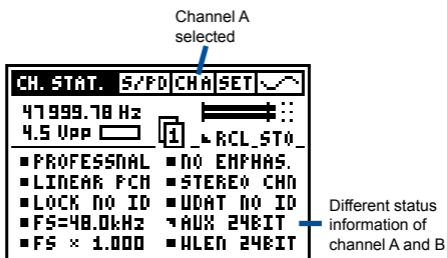 Channel A
selected
CH. STAT. S/PD CHA SET
47999.78 Hz
4.5 Vpp
1 RCL_STO_
PROFESSNAL NO EMPHAS.
LINEAR PCM STEREO CHN
LOCK NO ID UDAT NO ID
FS=48.0kHz AUX 24BIT
FS × 1.000 WLEN 24BIT
Different status
information of
channel A and B